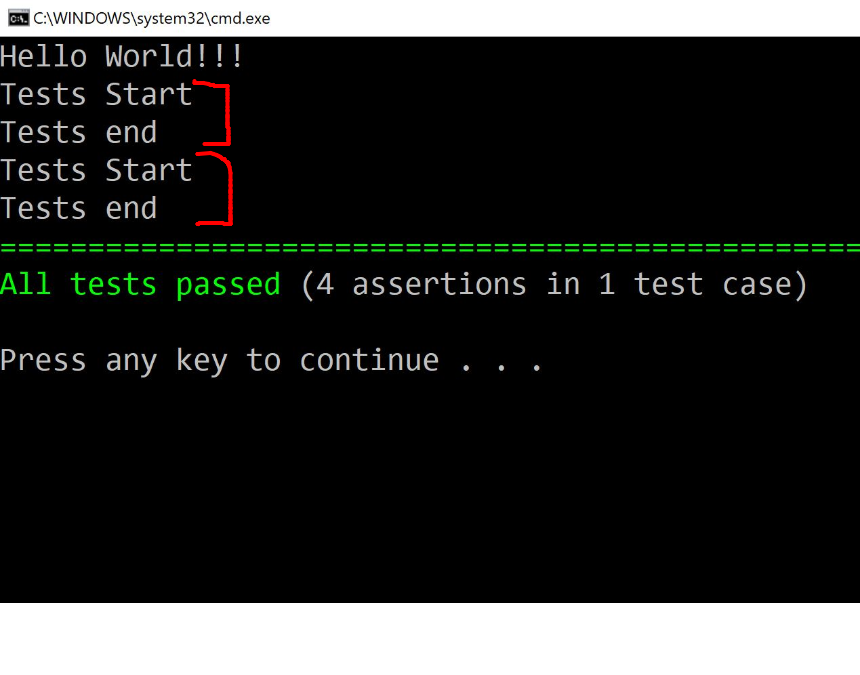 C:\WINDOWS\system32\cmd.exe
Hello World!!!
Tests Start
Tests end
Tests Start
Tests end
=================================================
All tests passed (4 assertions in 1 test case)
Press any key to continue . . .